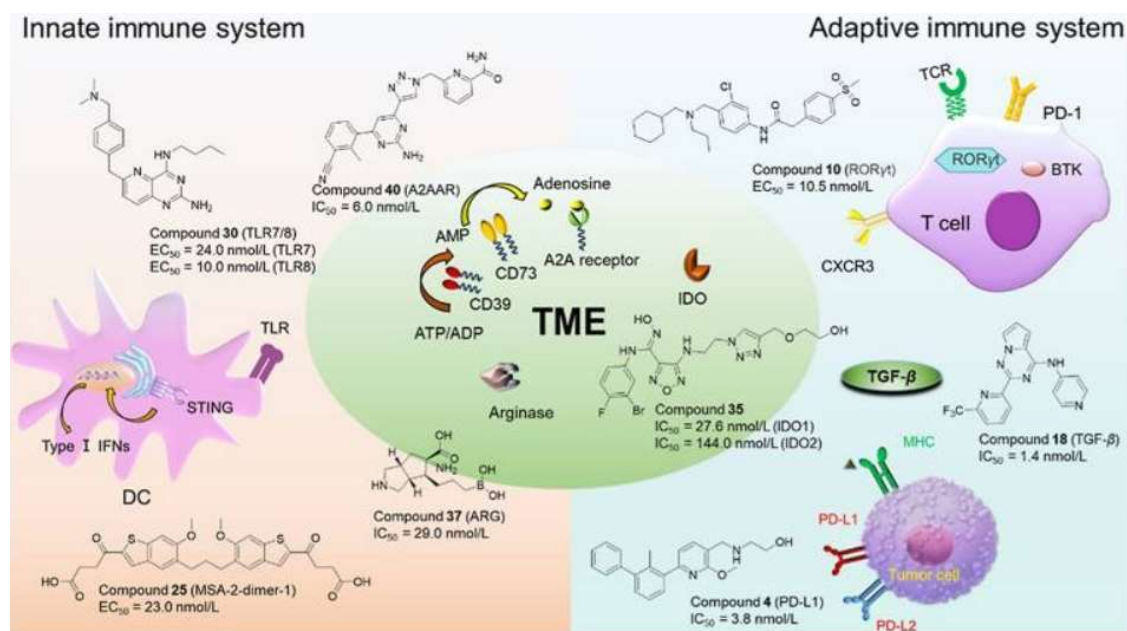 Innate immune system
Adaptive immune system
Compound 30 (TLR7/8)
EC50 = 24.0 nmol/L (TLR7)
EC50 = 10.0 nmol/L (TLR8)
Compound 40 (A2AAR)
IC50 = 6.0 nmol/L
Compound 10 (RORγt)
EC50 = 10.5 nmol/L
TCR
PD-1
RORγt
BTK
T cell
CXCR3
Adenosine
AMP
CD73
A2A receptor
CD39
ATP/ADP
TME
IDO
Arginase
Compound 35
IC50 = 27.6 nmol/L (IDO1)
IC50 = 144.0 nmol/L (IDO2)
TLR
STING
Type I IFNs
DC
TGF-β
Compound 18 (TGF-β)
IC50 = 1.4 nmol/L
Compound 37 (ARG)
IC50 = 29.0 nmol/L
Compound 25 (MSA-2-dimer-1)
EC50 = 23.0 nmol/L
MHC
PD-L1
Tumor cell
PD-L2
Compound 4 (PD-L1)
IC50 = 3.8 nmol/L